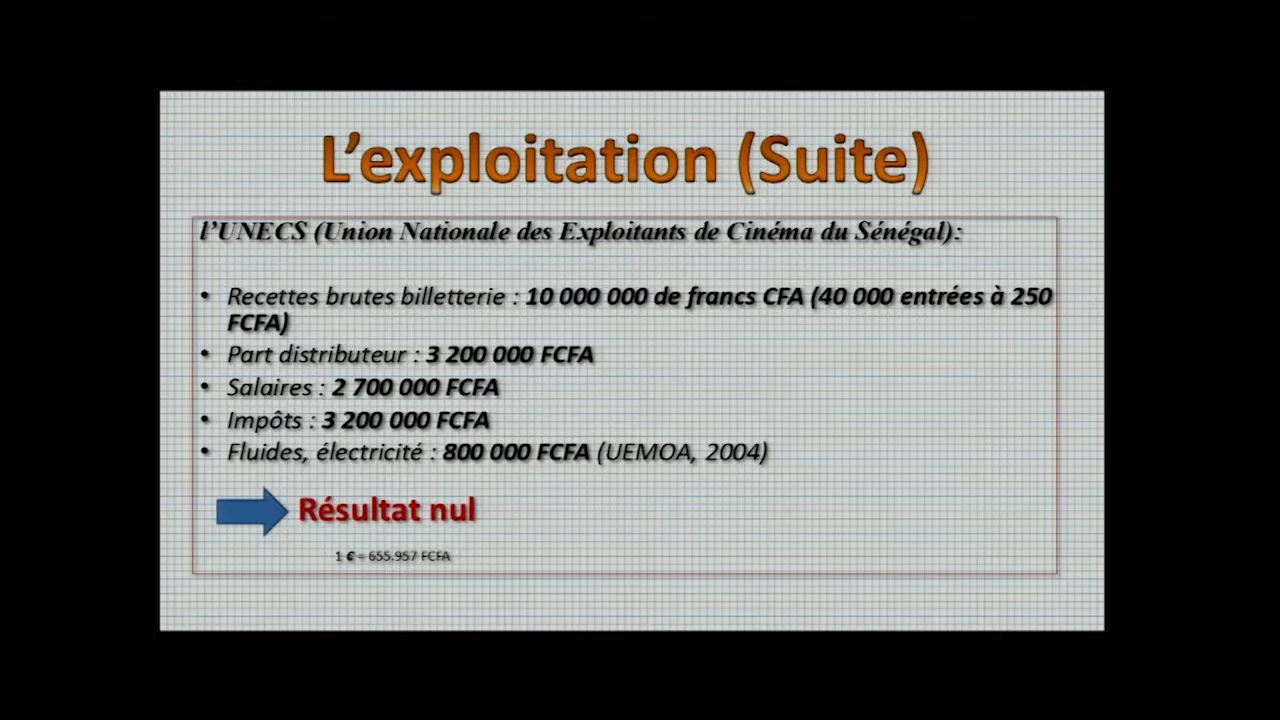 L'exploitation (Suite)
l'UNECS (Union Nationale des Exploitants de Cinéma du Sénégal):
• Recettes brutes billetterie : 10 000 000 de francs CFA (40 000 entrées à 250
FCFA)
• Part distributeur : 3 200 000 FCFA
• Salaires : 2 700 000 FCFA
• Impôts : 3 200 000 FCFA
• Fluides, électricité : 800 000 FCFA (UEMOA, 2004)
Résultat nul
1 € = 655.957 FCFA